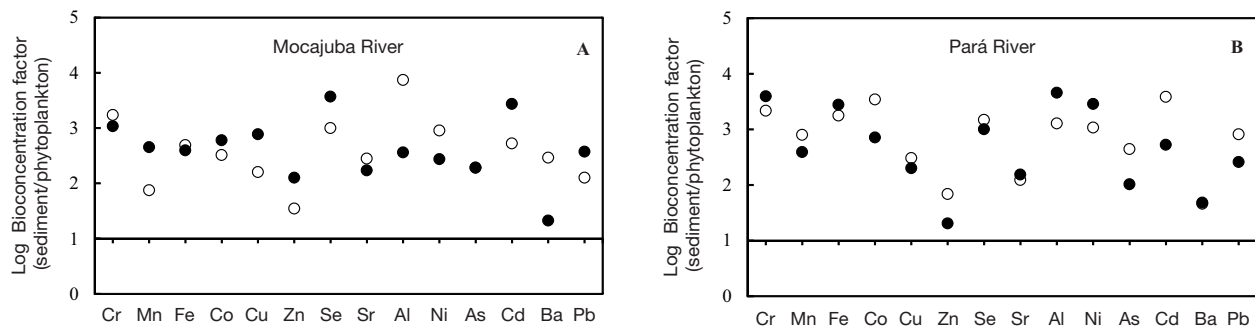 5
4
3
2
1
0
Log Bioconcentration factor
(sediment/phytoplankton)
Mocajuba River
A
Cr Mn Fe Co Cu Zn Se Sr Al Ni As Cd Ba Pb
5
4
3
2
1
0
Log Bioconcentration factor
(sediment/phytoplankton)
Pará River
B
Cr Mn Fe Co Cu Zn Se Sr Al Ni As Cd Ba Pb